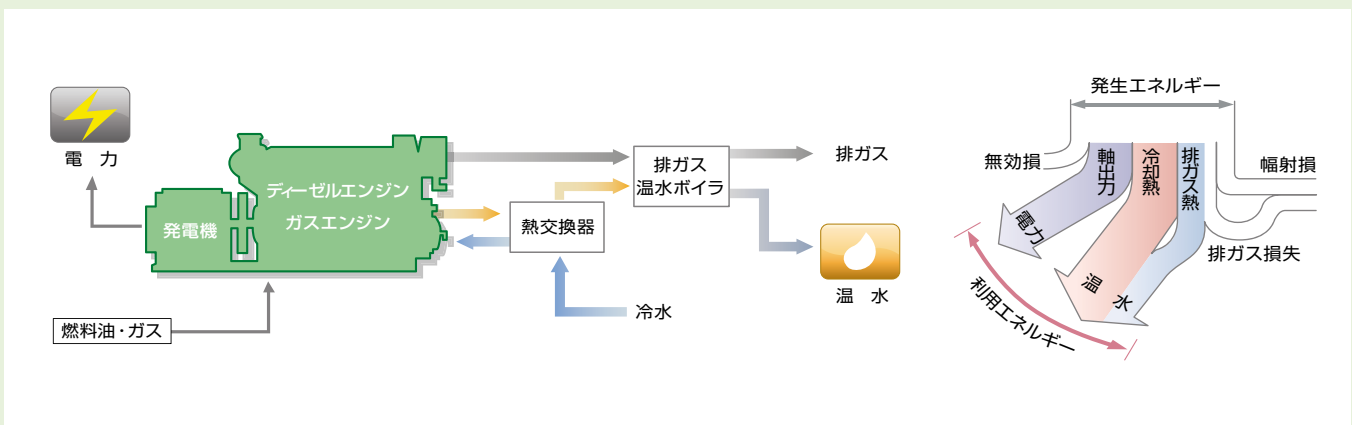 電 力
発電機
ディーゼルエンジン
ガスエンジン
燃料油・ガス
熱交換器
排ガス
温水ボイラ
冷水
排ガス
温 水
発生エネルギー
無効損
軸出力
冷却熱
排ガス熱
幅射損
排ガス損失
電力
温 水
利用エネルギー